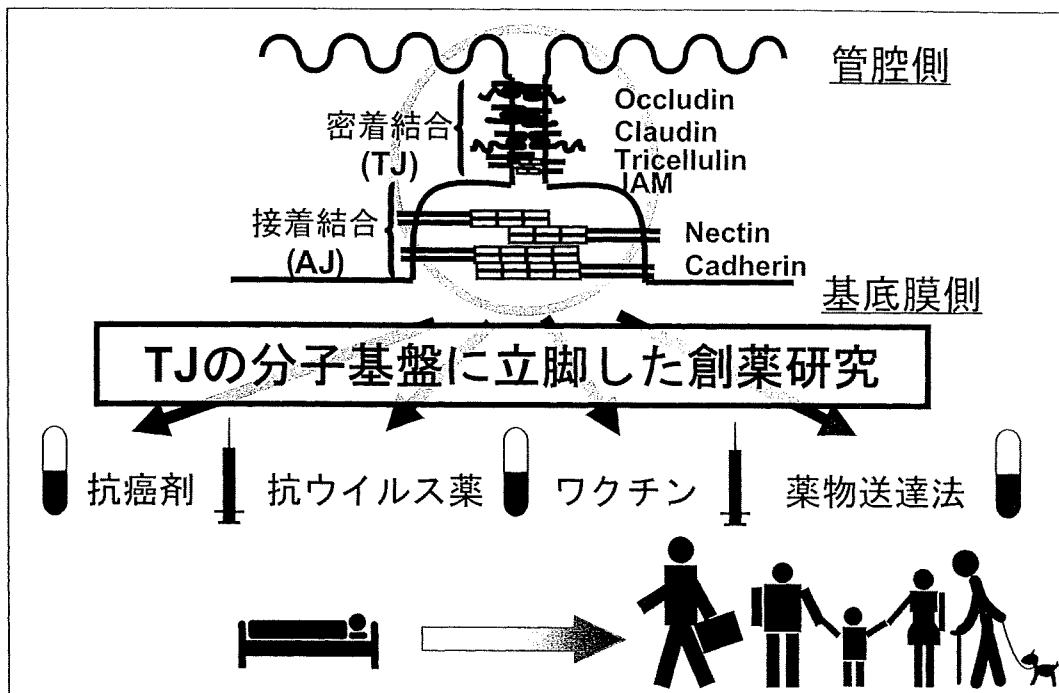 管腔側
密着結合
(TJ)
Occludin
Claudin
Tricellulin
JAM
接着結合
(AJ)
Nectin
Cadherin
基底膜側
TJの分子基盤に立脚した創薬研究
抗癌剤 抗ウイルス薬 ワクチン 薬物送達法